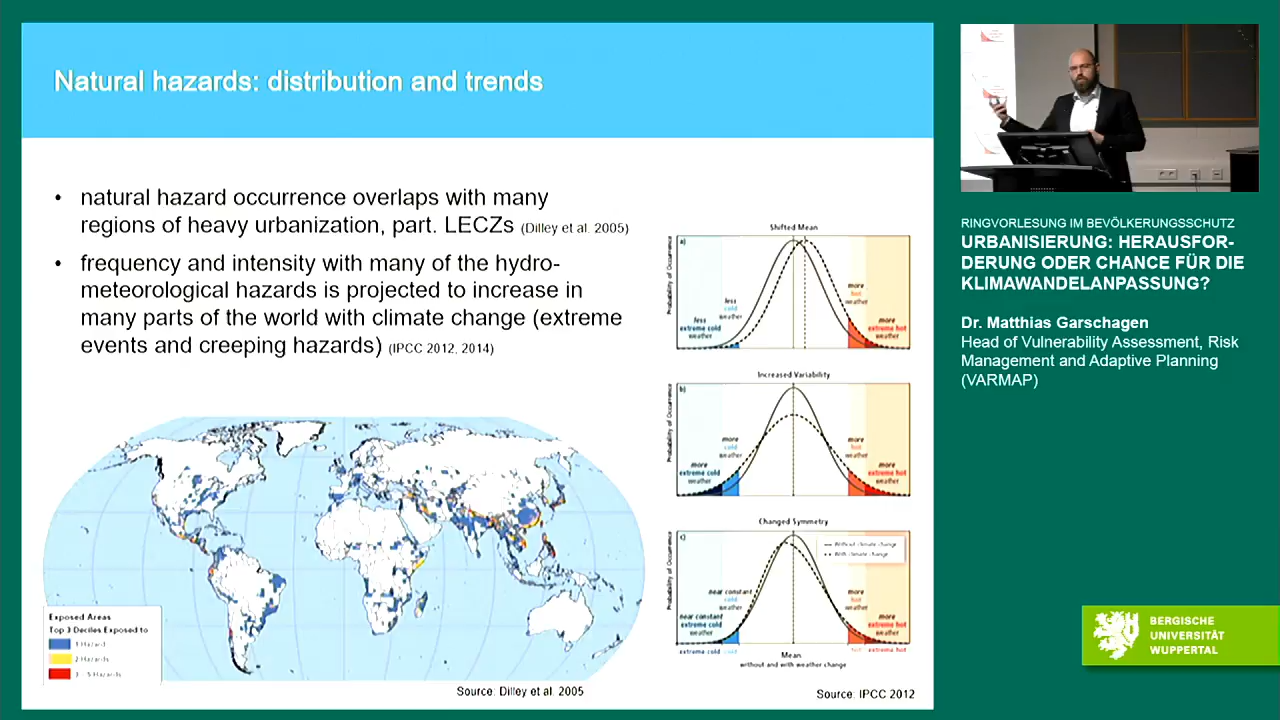 Natural hazards: distribution and trends
• natural hazard occurrence overlaps with many
regions of heavy urbanization, part. LECZs (Dilley et al. 2005)
• frequency and intensity with many of the hydro-
meteorological hazards is projected to increase in
many parts of the world with climate change (extreme
events and creeping hazards) (IPCC 2012, 2014)
Exposed Areas
Top 3 Deciles Exposed to
1 Hazard
2 Hazards
3 - 5 Hazards
Source: Dilley et al. 2005
Shifted Mean
a)
Probability of Occurrence
less
extreme cold
weather
less
cold
weather
more
hot
weather
more
extreme hot
weather
Increased Variability
b)
Probability of Occurrence
more
extreme cold
weather
more
cold
weather
more
hot
weather
more
extreme hot
weather
Changed Symmetry
c)
Probability of Occurrence
Without climate change
With climate change
near constant
extreme cold
weather
near constant
cold
weather
more
hot
weather
more
extreme hot
weather
extreme cold
cold
hot
extreme hot
Mean
without and with weather change
Source: IPCC 2012
RINGVORLESUNG IM BEVÖLKERUNGSSCHUTZ
URBANISIERUNG: HERAUSFOR-
DERUNG ODER CHANCE FÜR DIE
KLIMAWANDELANPASSUNG?
Dr. Matthias Garschagen
Head of Vulnerability Assessment, Risk
Management and Adaptive Planning
(VARMAP)
BERGISCHE
UNIVERSITÄT
WUPPERTAL